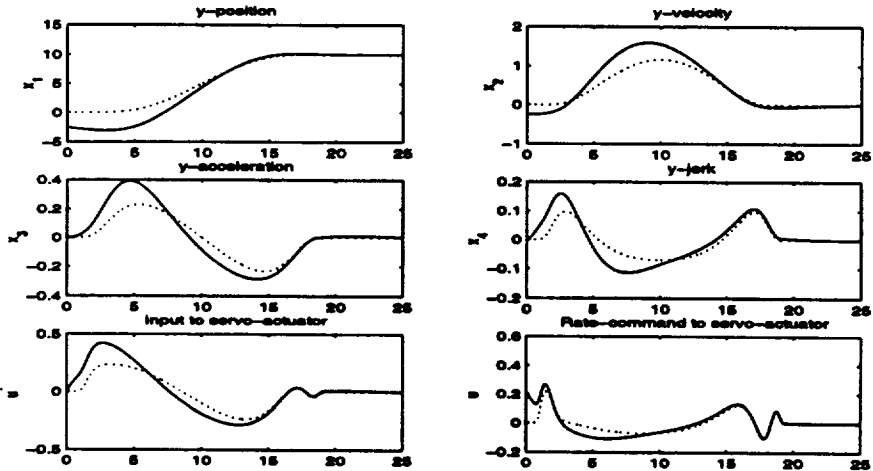 y-position
15
10
5
0
-5
X1
0 5 10 15 20 25
y-velocity
2
1
0
-1
X2
0 5 10 15 20 25
y-acceleration
0.4
0.2
0
-0.2
-0.4
X3
0 5 10 15 20 25
y-jerk
0.2
0.1
0
-0.1
-0.2
X4
0 5 10 15 20 25
Input to servo-actuator
0.5
0
-0.5
u
0 5 10 15 20 25
Rate-command to servo-actuator
0.6
0.4
0.2
0
-0.2
u
0 5 10 15 20 25